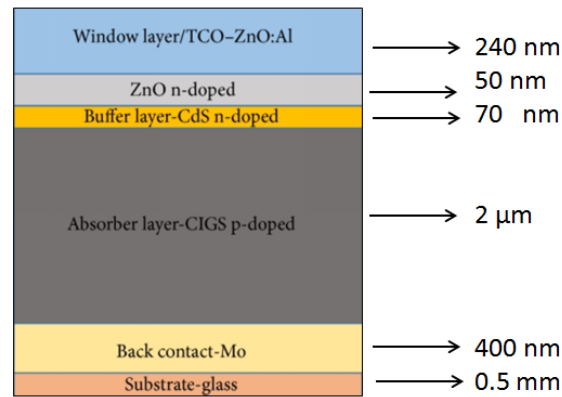 Window layer/TCO–ZnO:Al
240 nm
ZnO n-doped
50 nm
Buffer layer-CdS n-doped
70 nm
Absorber layer-CIGS p-doped
2 µm
Back contact-Mo
400 nm
Substrate-glass
0.5 mm